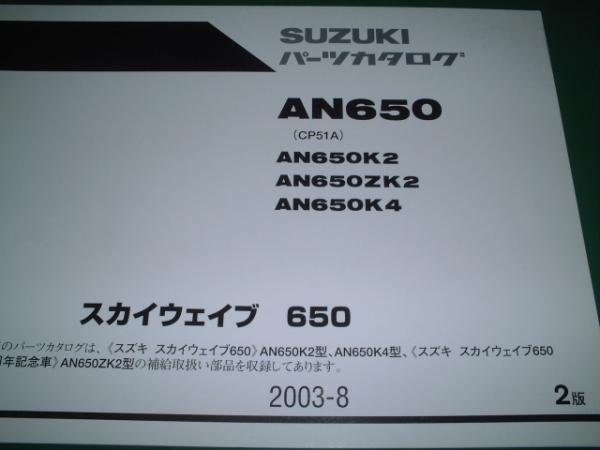 SUZUKI
パーツカタログ
AN650
(CP51A)
AN650K2
AN650ZK2
AN650K4
スカイウェイブ 650
のパーツカタログは、《スズキ スカイウェイブ650》AN650K2型、AN650K4型、《スズキ スカイウェイブ650
周年記念車》AN650ZK2型の補給取扱い部品を収録してあります。
2003-8
2版